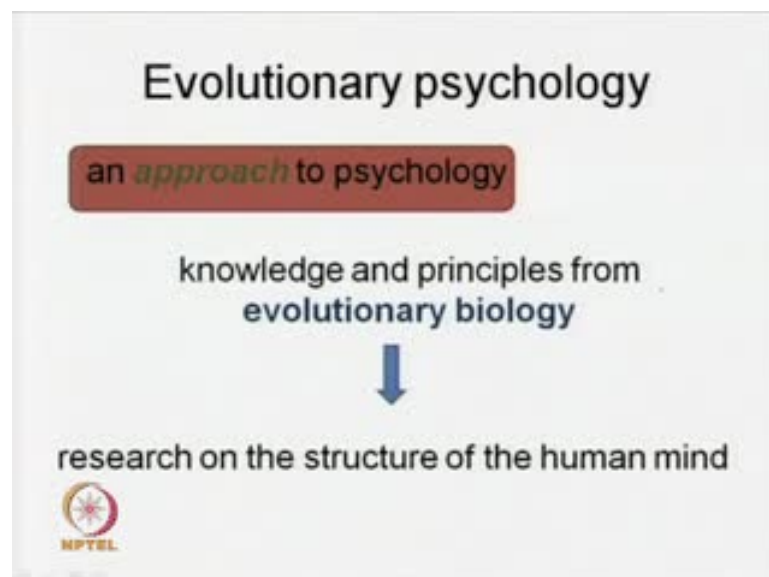 Evolutionary psychology
an approach to psychology
knowledge and principles from
evolutionary biology
research on the structure of the human mind
NPTEL